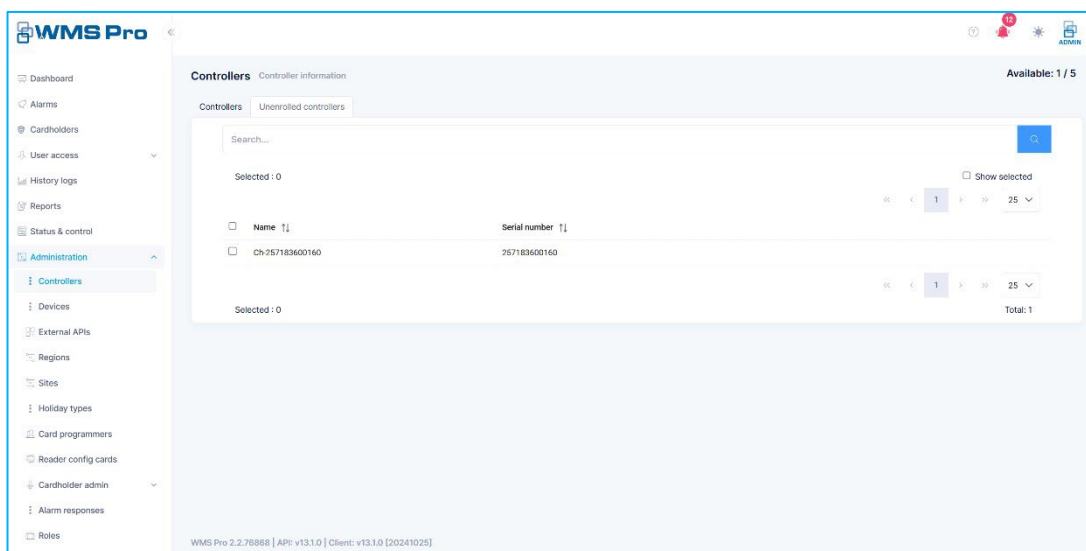 WMS Pro
12
ADMIN
Dashboard
Alarms
Cardholders
User access
History logs
Reports
Status & control
Administration
Controllers
Devices
External APIs
Regions
Sites
Holiday types
Card programmers
Reader config cards
Cardholder admin
Alarm responses
Roles
Controllers Controller information
Available: 1 / 5
Controllers Unenrolled controllers
Search...
Selected : 0
Show selected
<< < 1 > >> 25
Name Serial number
Ch-257183600160 257183600160
<< < 1 > >> 25
Selected : 0
Total: 1
WMS Pro 2.2.76868 | API: v13.1.0 | Client: v13.1.0 [20241025]